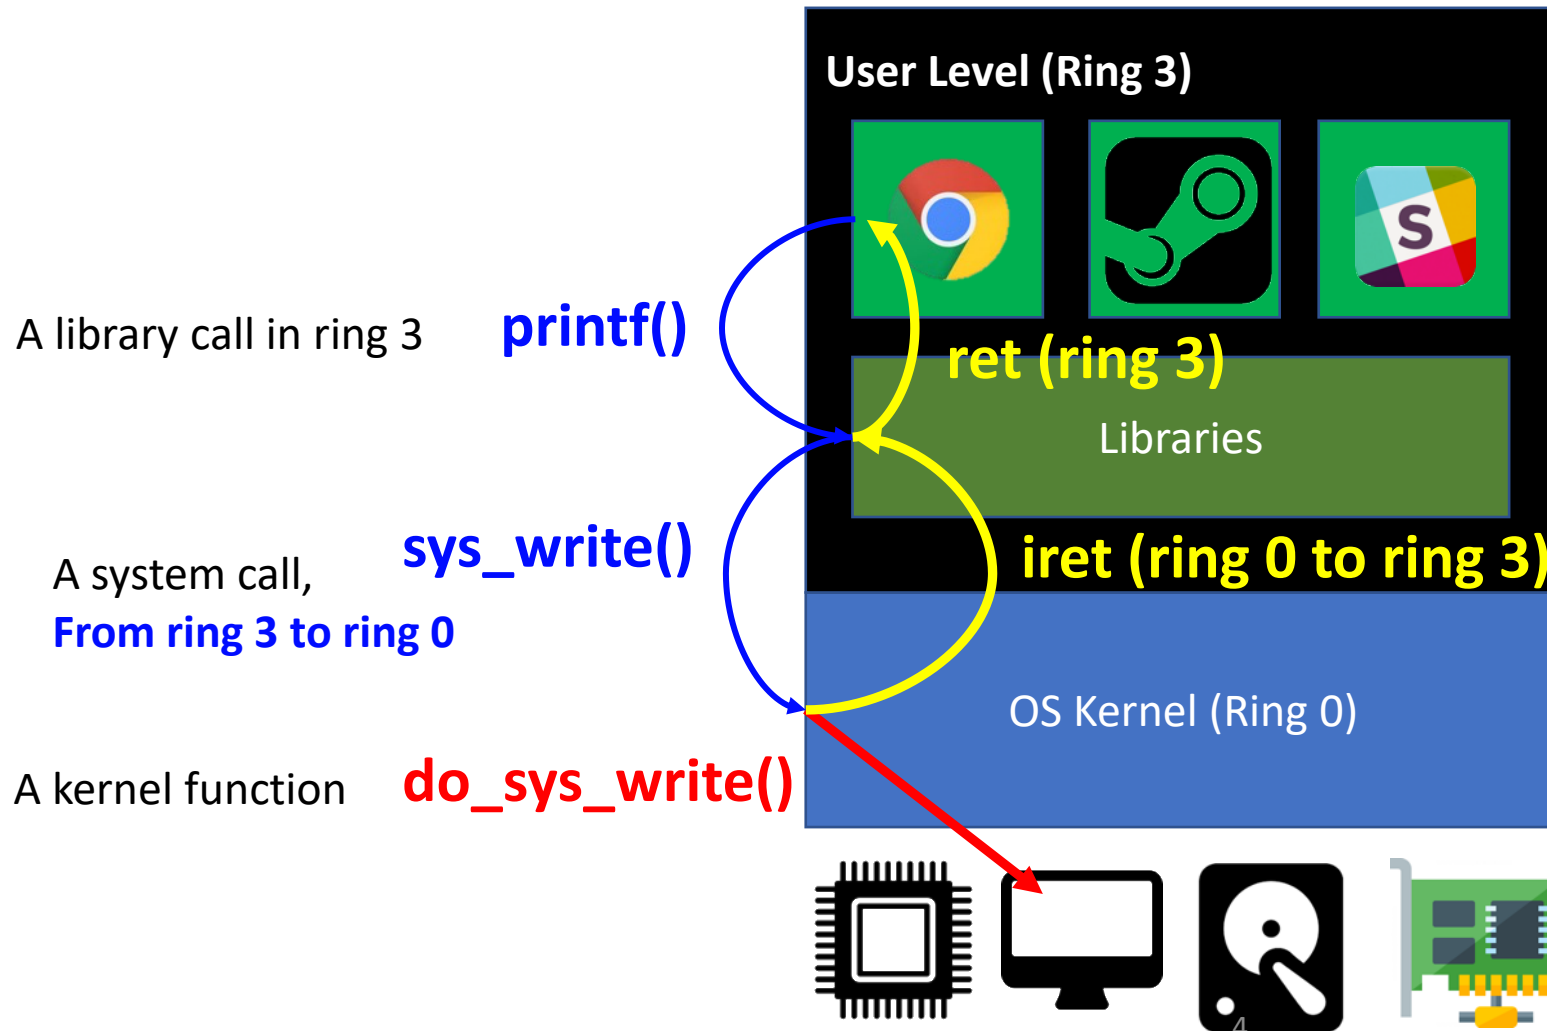 User Level (Ring 3)
S
A library call in ring 3
printf()
ret (ring 3)
Libraries
sys_write()
iret (ring 0 to ring 3)
A system call,
From ring 3 to ring 0
OS Kernel (Ring 0)
A kernel function
do_sys_write()
4